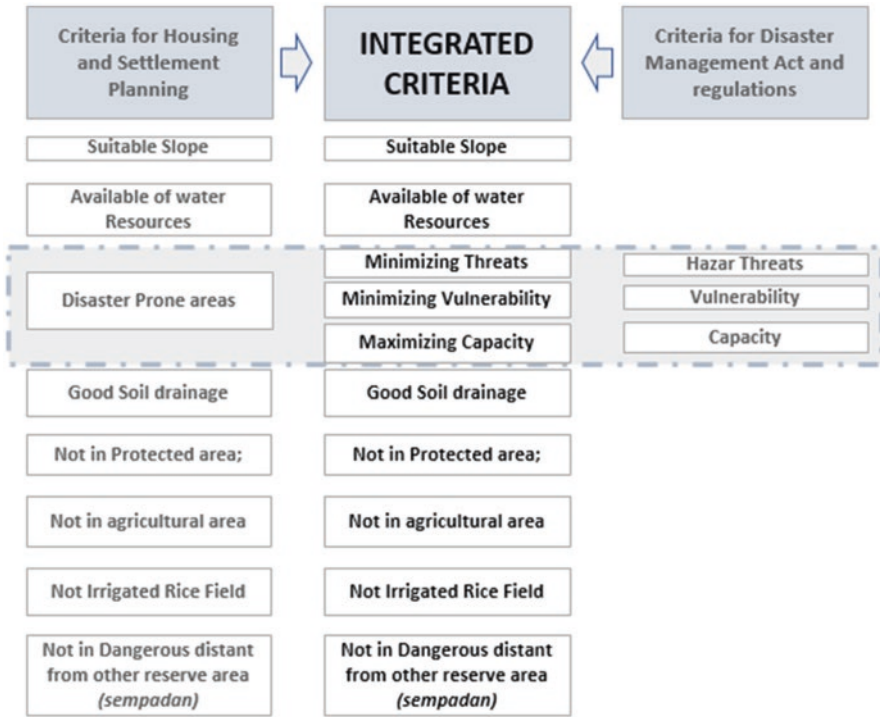 Criteria for Housing
and Settlement
Planning
INTEGRATED
CRITERIA
Criteria for Disaster
Management Act and
regulations
Suitable Slope
Suitable Slope
Available of water
Resources
Available of water
Resources
Disaster Prone areas
Minimizing Threats
Minimizing Vulnerability
Maximizing Capacity
Hazar Threats
Vulnerability
Capacity
Good Soil drainage
Good Soil drainage
Not in Protected area;
Not in Protected area;
Not in agricultural area
Not in agricultural area
Not Irrigated Rice Field
Not Irrigated Rice Field
Not in Dangerous distant
from other reserve area
(sempadan)
Not in Dangerous distant
from other reserve area
(sempadan)